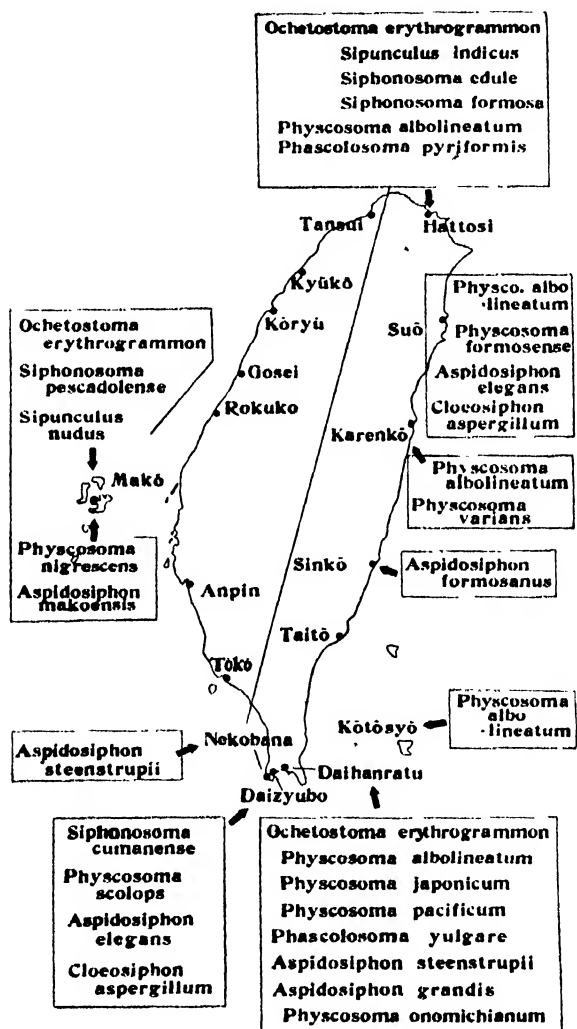 Ochetostoma erythrogrammon
Sipunculus indicus
Siphonosoma edule
Siphonosoma formosa
Physcosoma albolineatum
Phascolosoma pyriformis
Tansui
Hattosi
Kyūkō
Kōryū
Gosei
Rokuko
Suō
Physco. albo
lineatum
Physcosoma
formosense
Aspidosiphon
elegans
Cloeosiphon
aspergillum
Ochetostoma
erythrogrammon
Siphonosoma
pescadolense
Sipunculus
nudus
Makō
Physcosoma
nigrescens
Aspidosiphon
makoensis
Karenkō
Physcosoma
albolineatum
Physcosoma
varians
Sinkō
Aspidosiphon
formosanus
Anpin
Taitō
Tōkō
Kōtōsyō
Physcosoma
albo
-lineatum
Aspidosiphon
steenstrupii
Nekobana
Daihanratu
Daizyubo
Siphonosoma
cumanense
Physcosoma
scolops
Aspidosiphon
elegans
Cloeosiphon
aspergillum
Ochetostoma erythrogrammon
Physcosoma albolineatum
Physcosoma japonicum
Physcosoma pacificum
Phascolosoma yulgare
Aspidosiphon steenstrupii
Aspidosiphon grandis
Physcosoma onomichianum